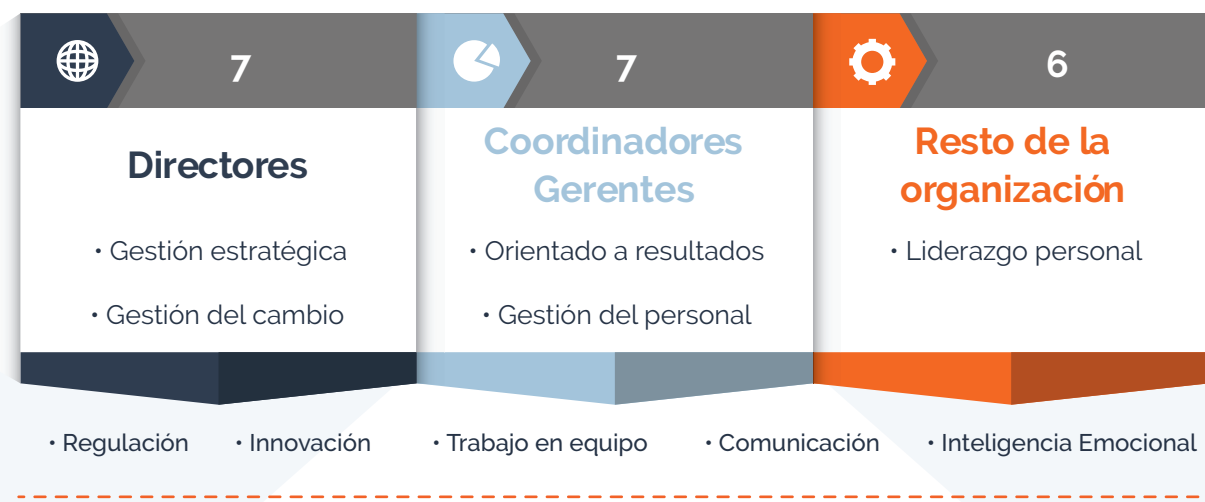 7
Directores
• Gestión estratégica
• Gestión del cambio
7
Coordinadores
Gerentes
• Orientado a resultados
• Gestión del personal
6
Resto de la
organización
• Liderazgo personal
• Regulación • Innovación • Trabajo en equipo • Comunicación • Inteligencia Emocional